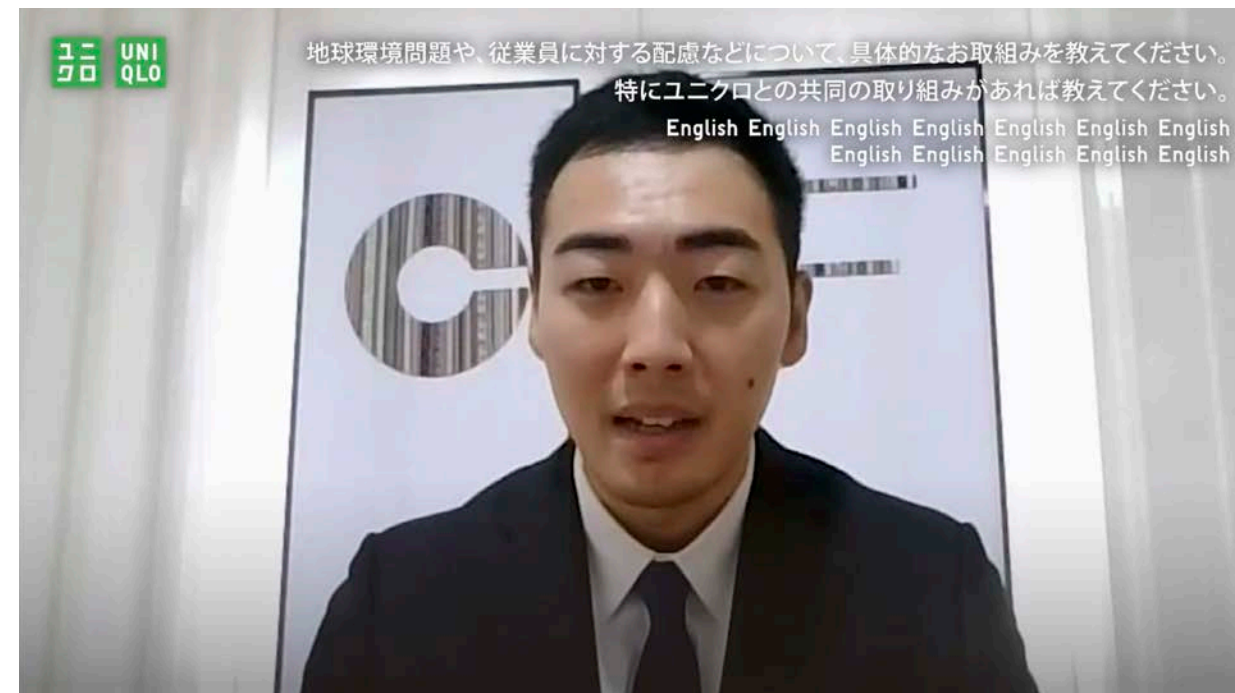 ユニ UNI
クロ QLO
地球環境問題や、従業員に対する配慮などについて、具体的なお取組みを教えてください。
特にユニクロとの共同の取り組みがあれば教えてください。
English English English English English English English
English English English English English